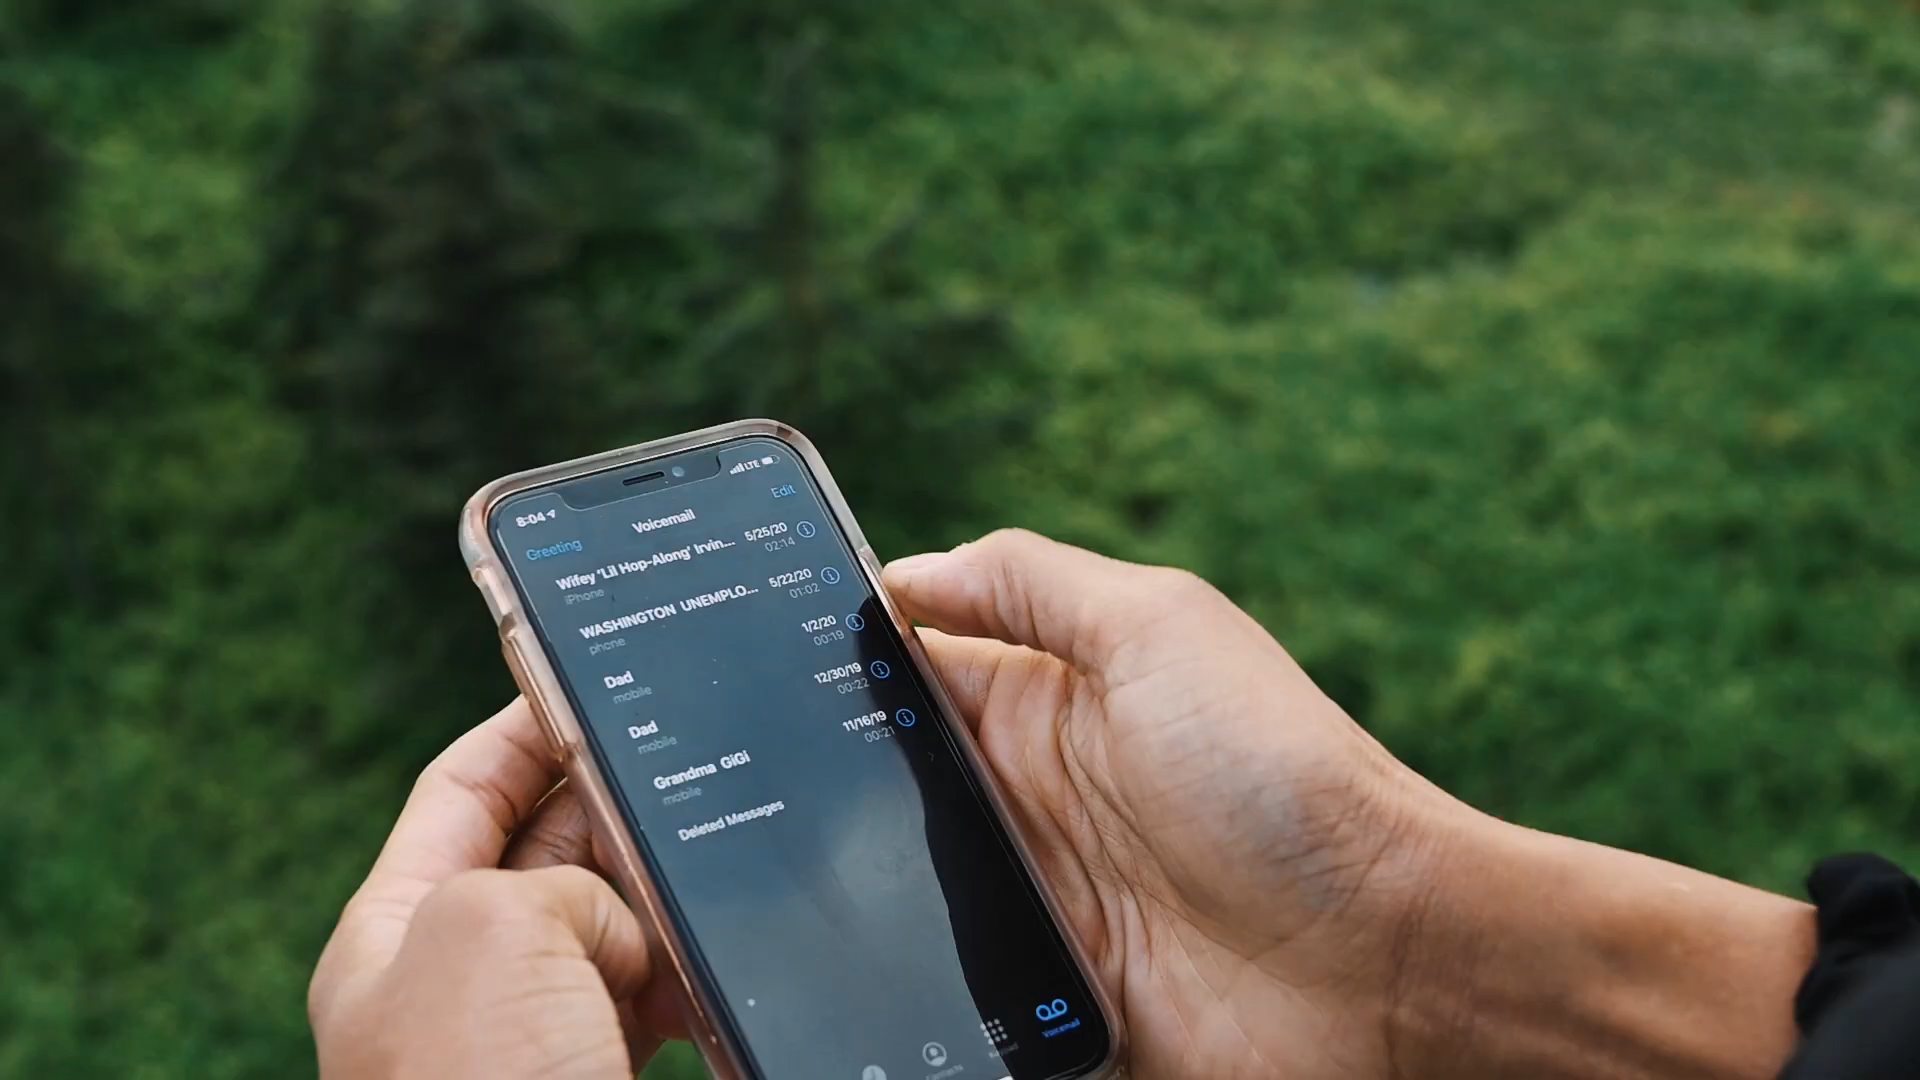 8:04
LTE
Edit
Voicemail
Greeting
Wifey 'Lil Hop-Along' Irvin... 5/25/20
iPhone 02:14
WASHINGTON UNEMPLO... 5/22/20
phone 01:02
Dad 1/2/20
mobile 00:19
Dad 12/30/19
mobile 00:22
Grandma GiGi 11/16/19
mobile 00:21
Deleted Messages
Contacts
Keypad
Voicemail